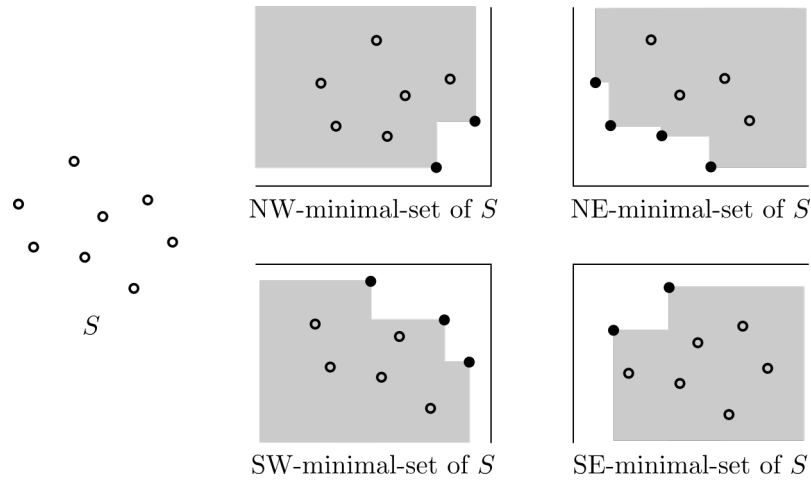 NW-minimal-set of S
NE-minimal-set of S
S
SW-minimal-set of S
SE-minimal-set of S